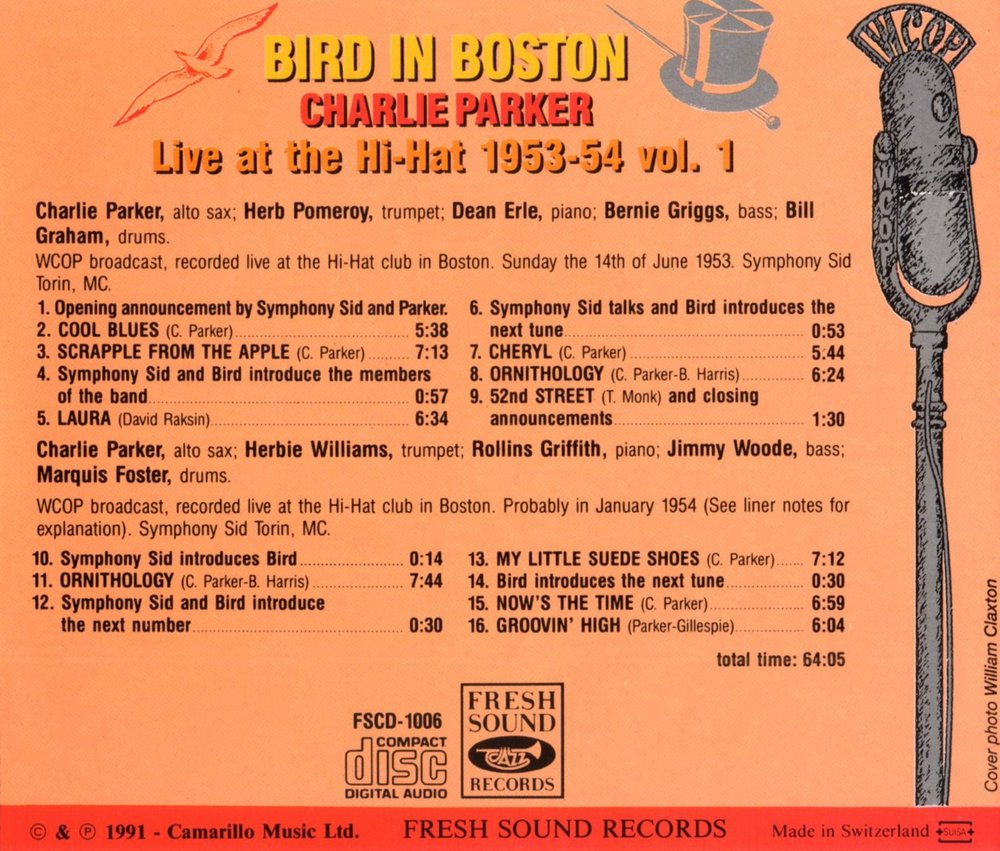 BIRD IN BOSTON
CHARLIE PARKER
Live at the Hi-Hat 1953-54 vol. 1
WCOP
WCOP
Charlie Parker, alto sax; Herb Pomeroy, trumpet; Dean Erle, piano; Bernie Griggs, bass; Bill
Graham, drums.
WCOP broadcast, recorded live at the Hi-Hat club in Boston. Sunday the 14th of June 1953. Symphony Sid
Torin, MC.
1. Opening announcement by Symphony Sid and Parker.
2. COOL BLUES (C. Parker) 5:38
3. SCRAPPLE FROM THE APPLE (C. Parker) 7:13
4. Symphony Sid and Bird introduce the members
of the band 0:57
5. LAURA (David Raksin) 6:34
6. Symphony Sid talks and Bird introduces the
next tune 0:53
7. CHERYL (C. Parker) 5:44
8. ORNITHOLOGY (C. Parker-B. Harris) 6:24
9. 52nd STREET (T. Monk) and closing
announcements 1:30
Charlie Parker, alto sax; Herbie Williams, trumpet; Rollins Griffith, piano; Jimmy Woode, bass;
Marquis Foster, drums.
WCOP broadcast, recorded live at the Hi-Hat club in Boston. Probably in January 1954 (See liner notes for
explanation). Symphony Sid Torin, MC.
10. Symphony Sid introduces Bird 0:14
11. ORNITHOLOGY (C. Parker-B. Harris) 7:44
12. Symphony Sid and Bird introduce
the next number 0:30
13. MY LITTLE SUEDE SHOES (C. Parker) 7:12
14. Bird introduces the next tune 0:30
15. NOW'S THE TIME (C. Parker) 6:59
16. GROOVIN' HIGH (Parker-Gillespie) 6:04
total time: 64:05
FSCD-1006
COMPACT
disc
DIGITAL AUDIO
FRESH
SOUND
JAZZ
RECORDS
Cover photo William Claxton
© & ℗ 1991 - Camarillo Music Ltd. FRESH SOUND RECORDS Made in Switzerland SUISA